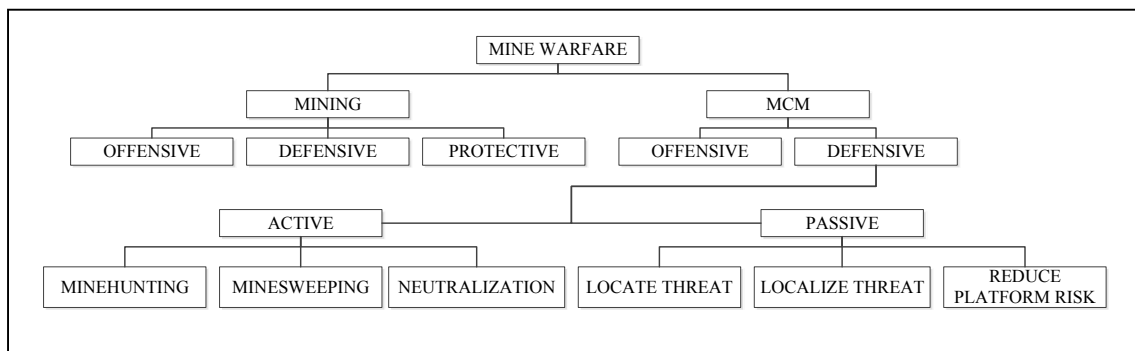 MINE WARFARE
MINING
MCM
OFFENSIVE
DEFENSIVE
PROTECTIVE
OFFENSIVE
DEFENSIVE
ACTIVE
PASSIVE
MINEHUNTING
MINESWEEPING
NEUTRALIZATION
LOCATE THREAT
LOCALIZE THREAT
REDUCE
PLATFORM RISK